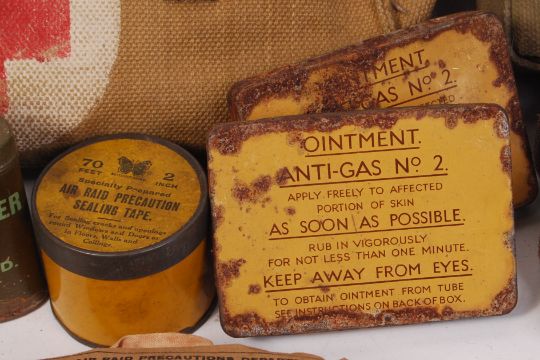 70 2
FEET INCH
Specially Prepared
AIR RAID PRECAUTION
SEALING TAPE.
For Sealing cracks and openings
round Windows and Doors or
in Floors, Walls and
Ceilings.
GAS No 2.
OINTMENT.
ANTI-GAS No 2.
APPLY FREELY TO AFFECTED
PORTION OF SKIN
AS SOON AS POSSIBLE.
RUB IN VIGOROUSLY
FOR NOT LESS THAN ONE MINUTE.
KEEP AWAY FROM EYES.
TO OBTAIN OINTMENT FROM TUBE
SEE INSTRUCTIONS ON BACK OF BOX.
AIR RAID PRECAUTIONS